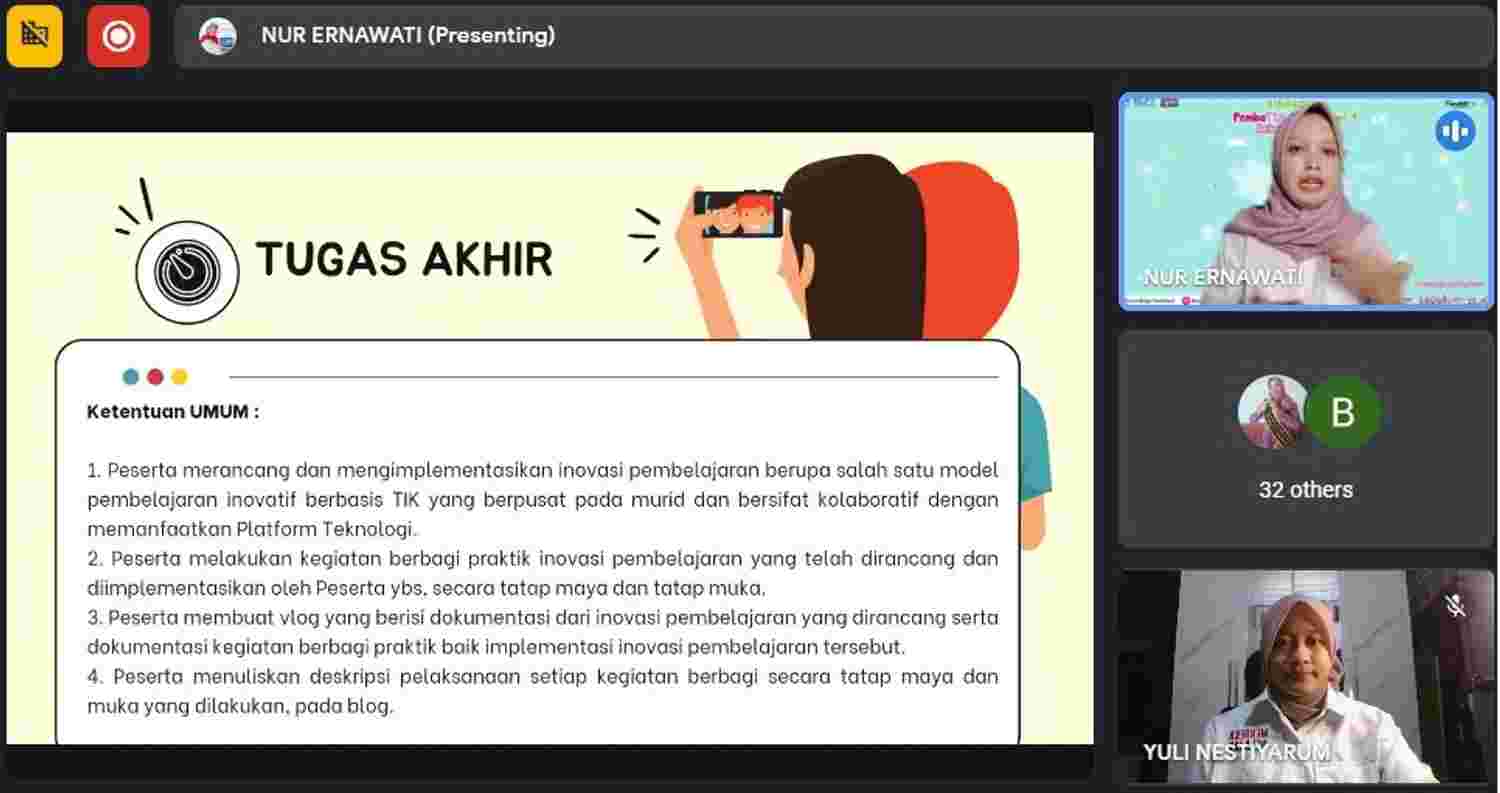 NUR ERNAWATI (Presenting)
TUGAS AKHIR
Ketentuan UMUM :
1. Peserta merancang dan mengimplementasikan inovasi pembelajaran berupa salah satu model
pembelajaran inovatif berbasis TIK yang berpusat pada murid dan bersifat kolaboratif dengan
memanfaatkan Platform Teknologi.
2. Peserta melakukan kegiatan berbagi praktik inovasi pembelajaran yang telah dirancang dan
diimplementasikan oleh Peserta ybs. secara tatap maya dan tatap muka.
3. Peserta membuat vlog yang berisi dokumentasi dari inovasi pembelajaran yang dirancang serta
dokumentasi kegiatan berbagi praktik baik implementasi inovasi pembelajaran tersebut.
4. Peserta menuliskan deskripsi pelaksanaan setiap kegiatan berbagi secara tatap maya dan
muka yang dilakukan, pada blog.
NUR ERNAWATI
B
32 others
YULI NESTIYARUM